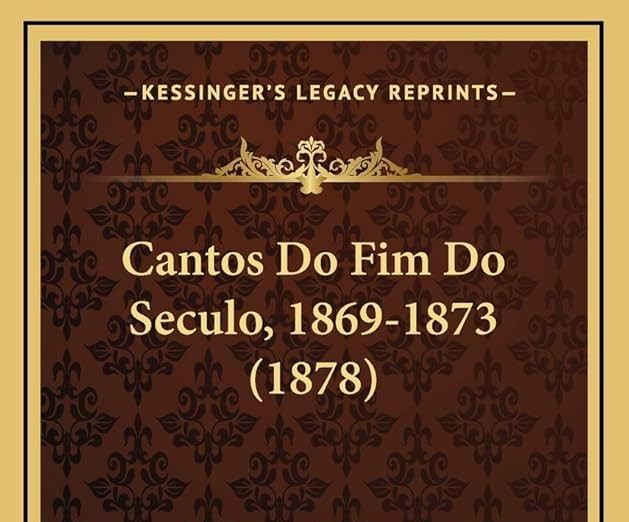 –KESSINGER'S LEGACY REPRINTS–
Cantos Do Fim Do
Seculo, 1869-1873
(1878)